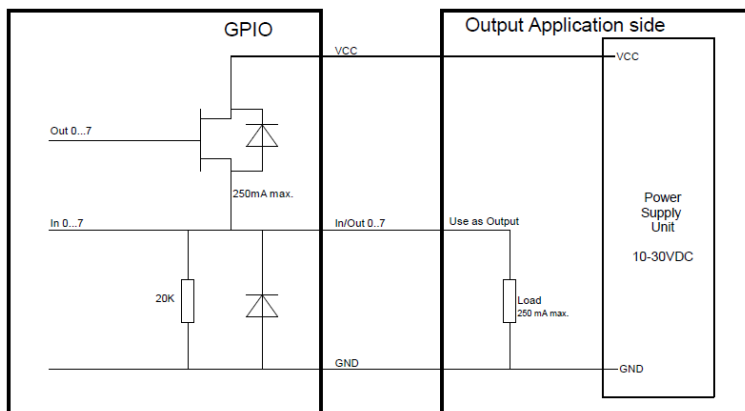 GPIO
Output Application side
VCC
VCC
Out 0...7
250mA max.
In 0...7
In/Out 0..7
Use as Output
Power
Supply
Unit
10-30VDC
20K
Load
250 mA max.
GND
GND